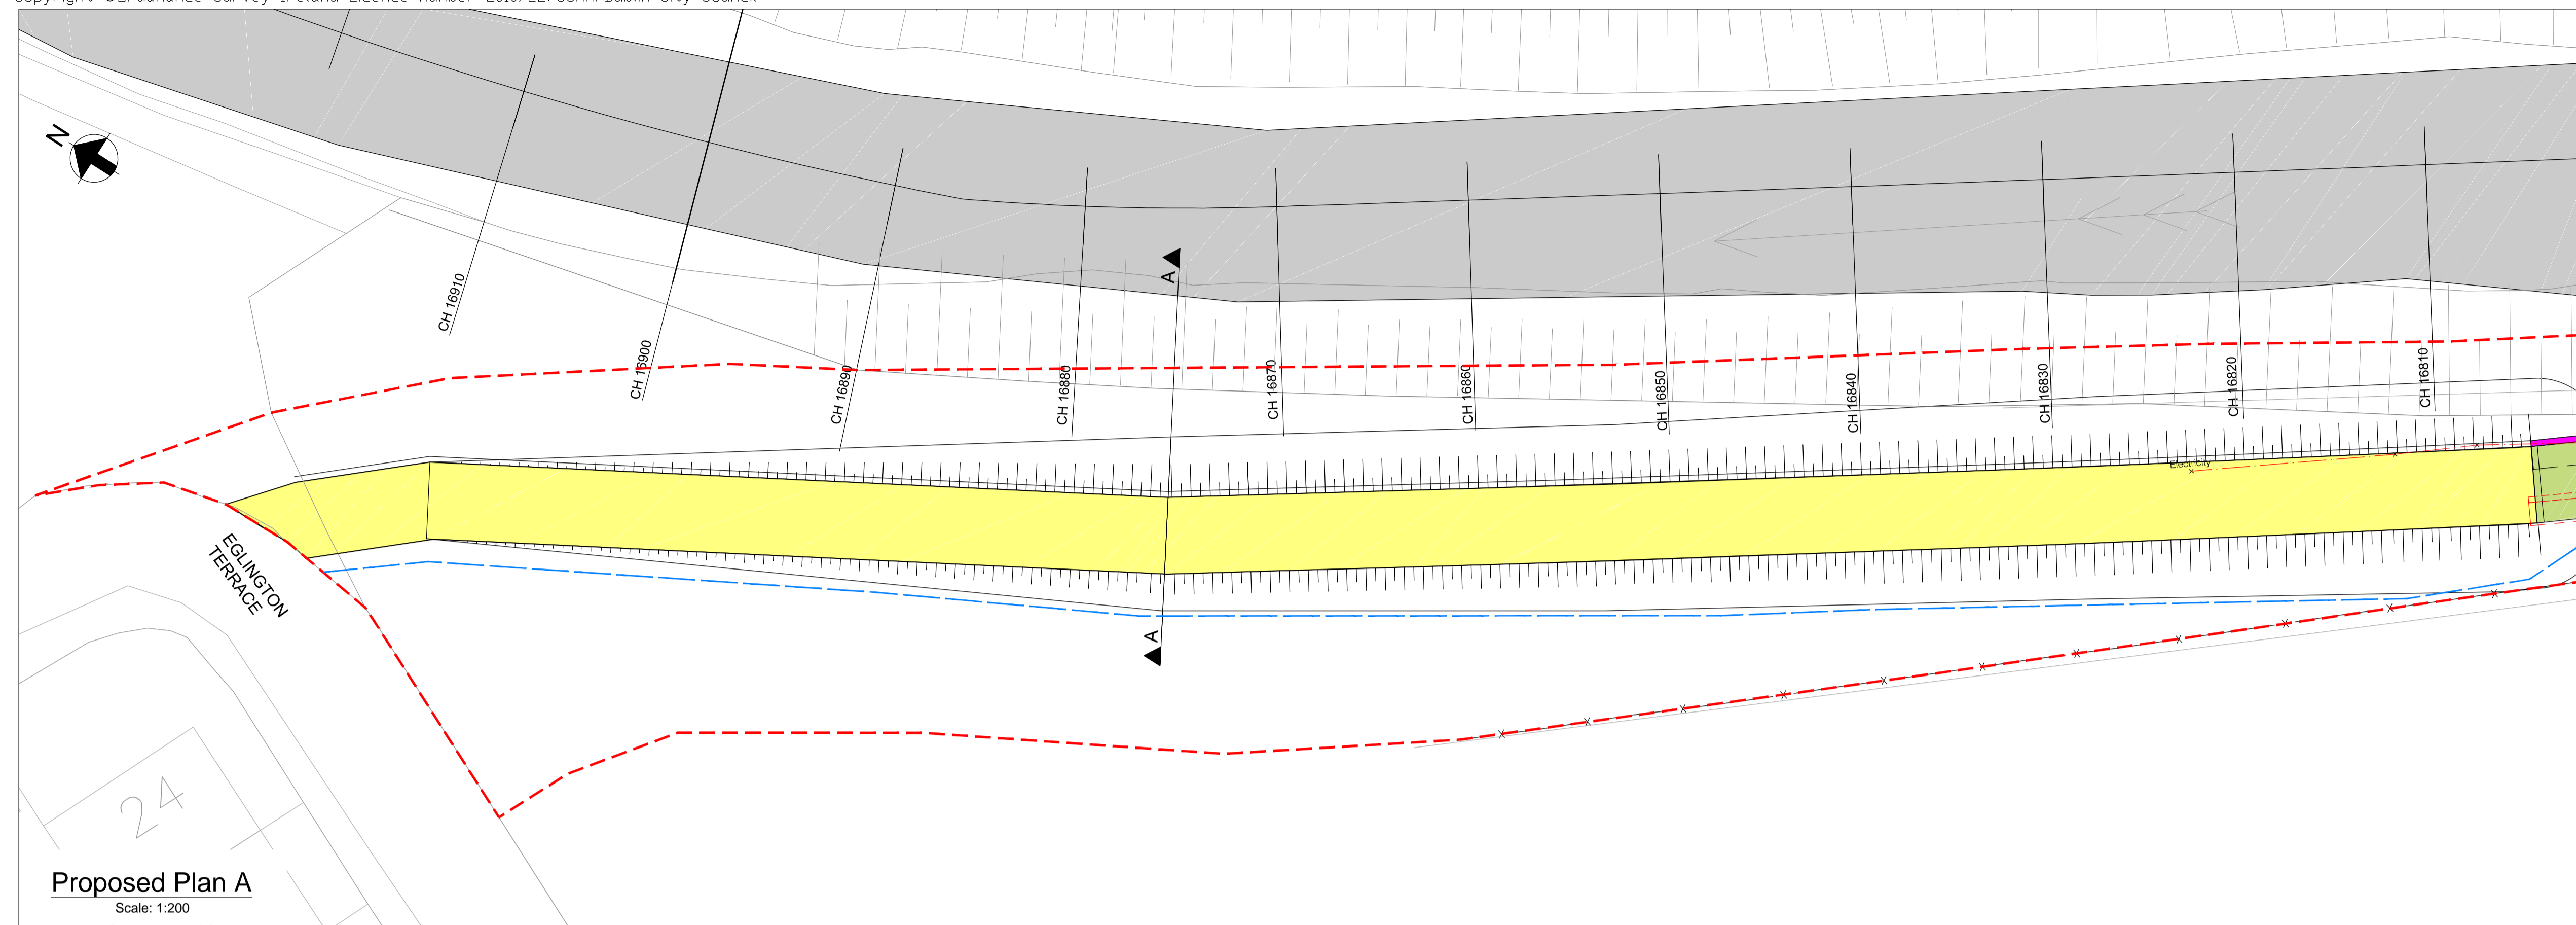 N
CH 16910
CH 16900
CH 16890
CH 16880
A
CH 16870
CH 16860
CH 16850
CH 16840
CH 16830
CH 16820
CH 16810
Electricity
EGLINGTON
TERRACE
A
24
Proposed Plan A
Scale: 1:200